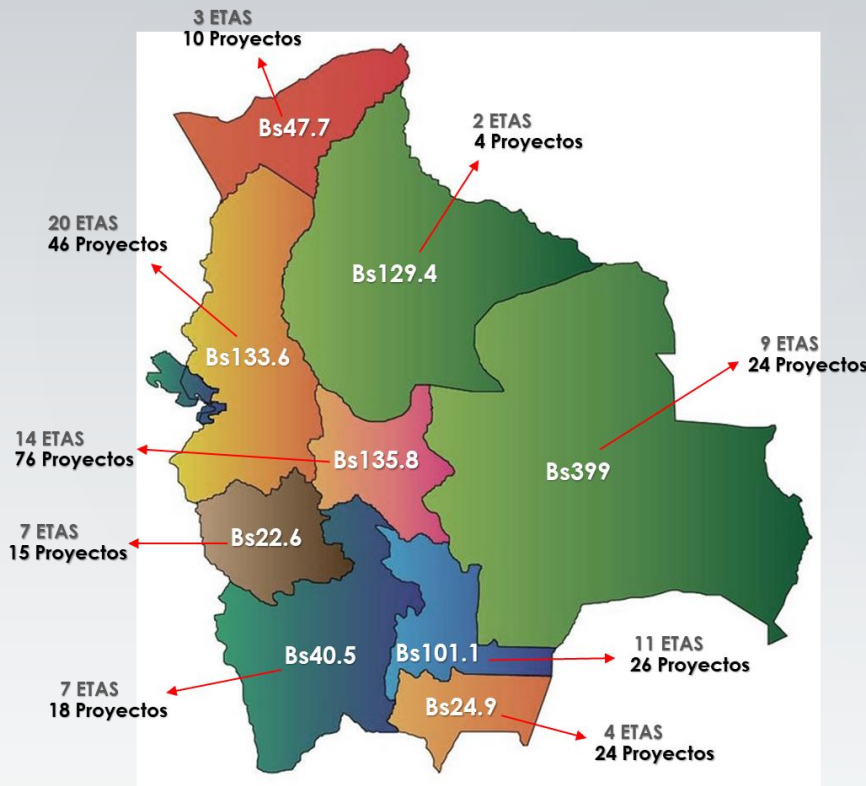 3 ETAS
10 Proyectos
Bs47.7
2 ETAS
4 Proyectos
20 ETAS
46 Proyectos
Bs129.4
Bs133.6
9 ETAS
24 Proyectos
14 ETAS
76 Proyectos
Bs135.8
Bs399
7 ETAS
15 Proyectos
Bs22.6
Bs40.5
Bs101.1
11 ETAS
26 Proyectos
7 ETAS
18 Proyectos
Bs24.9
4 ETAS
24 Proyectos